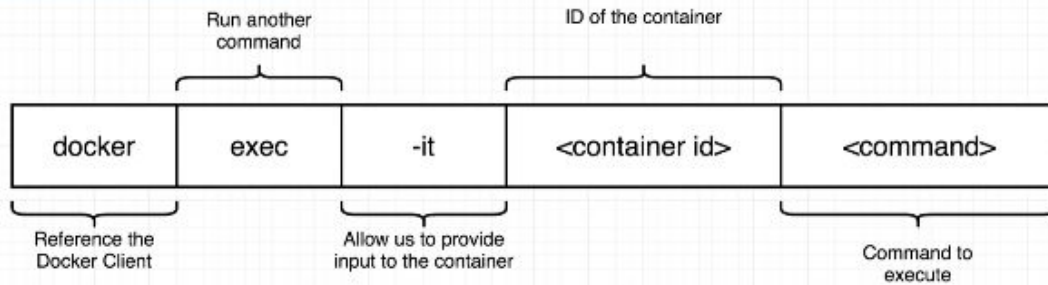 Run another
command
ID of the container
docker
exec
-it
<container id>
<command>
Reference the
Docker Client
Allow us to provide
input to the container
Command to
execute